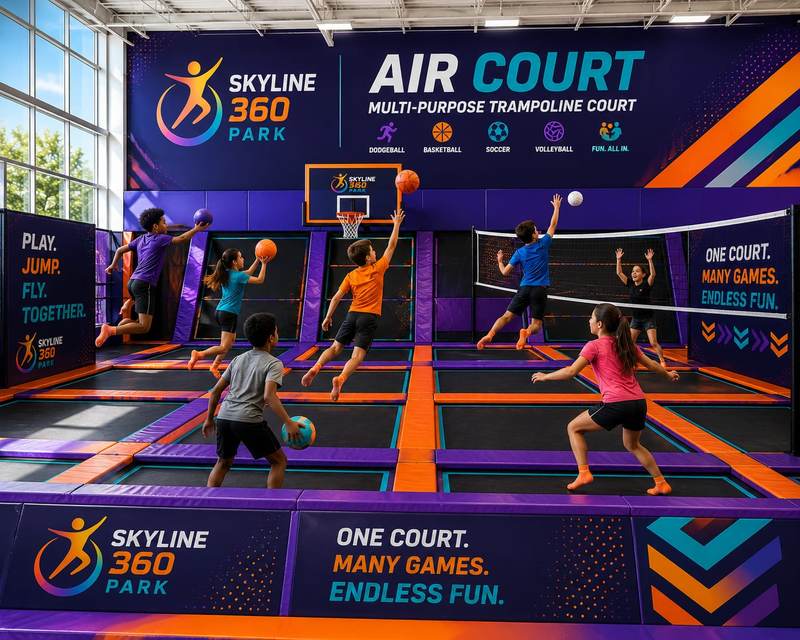 SKYLINE
360
PARK
AIR COURT
MULTI-PURPOSE TRAMPOLINE COURT
DODGEBALL
BASKETBALL
SOCCER
VOLLEYBALL
FUN. ALL IN.
SKYLINE
360
PARK
PLAY.
JUMP.
FLY.
TOGETHER.
SKYLINE
360
PARK
ONE COURT.
MANY GAMES.
ENDLESS FUN.
SKYLINE
360
PARK
ONE COURT.
MANY GAMES.
ENDLESS FUN.